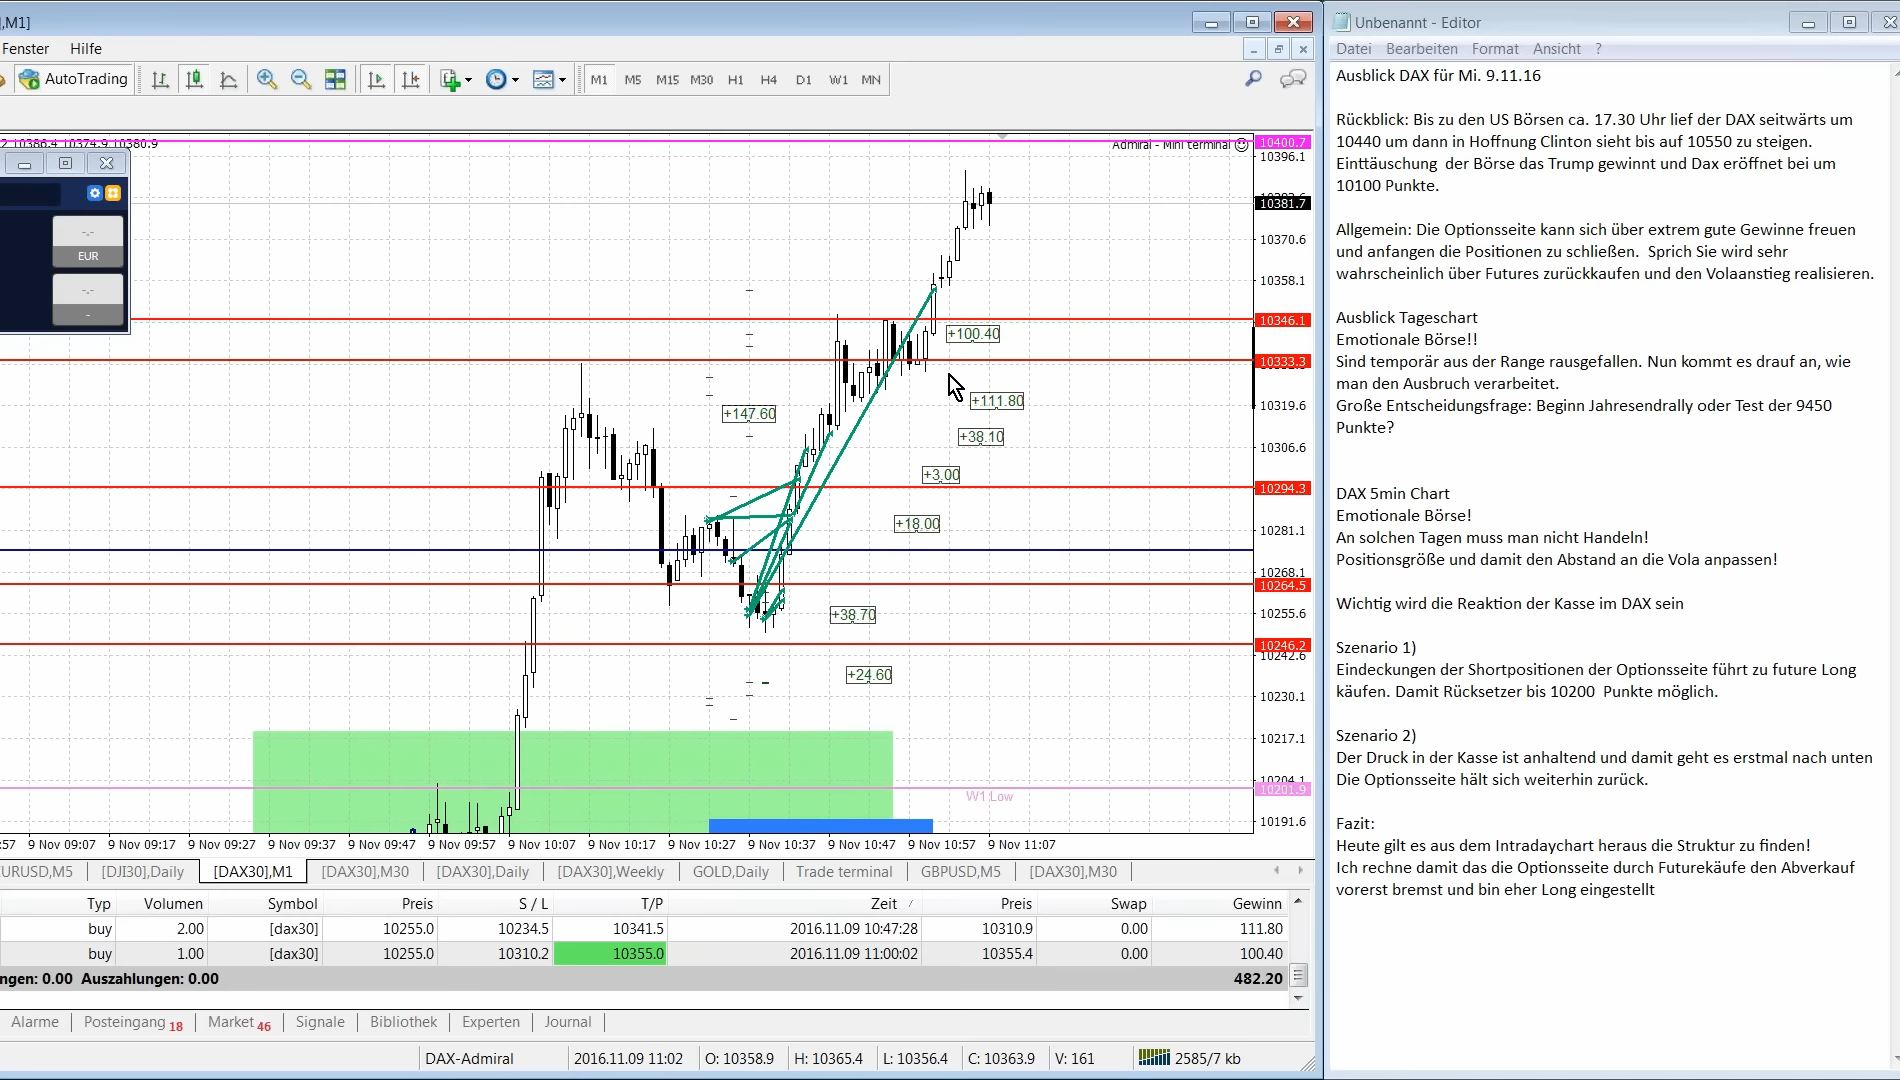 ,M1]
Fenster Hilfe
AutoTrading M1 M5 M15 M30 H1 H4 D1 W1 MN
10386.4 10374.9 10380.9
Admiral - Mini terminal
EUR
-.-
-.-
-
10400.7
10396.1
10381.7
10370.6
10358.1
10346.1
10333.3
10319.6
10306.6
10294.3
10281.1
10268.1
10264.5
10255.6
10246.2
10242.6
10230.1
10217.1
10204.1
10201.9
10191.6
+100.40
+111.80
+147.60
+38.10
+3.00
+18.00
+38.70
+24.60
W1 Low
:57 9 Nov 09:07 9 Nov 09:17 9 Nov 09:27 9 Nov 09:37 9 Nov 09:47 9 Nov 09:57 9 Nov 10:07 9 Nov 10:17 9 Nov 10:27 9 Nov 10:37 9 Nov 10:47 9 Nov 10:57 9 Nov 11:07
URUSD,M5 [DJI30],Daily [DAX30],M1 [DAX30],M30 [DAX30],Daily [DAX30],Weekly GOLD,Daily Trade terminal GBPUSD,M5 [DAX30],M30
Typ Volumen Symbol Preis S / L T/P Zeit / Preis Swap Gewinn
buy 2.00 [dax30] 10255.0 10234.5 10341.5 2016.11.09 10:47:28 10310.9 0.00 111.80
buy 1.00 [dax30] 10255.0 10310.2 10355.0 2016.11.09 11:00:02 10355.4 0.00 100.40
ngen: 0.00 Auszahlungen: 0.00 482.20
Alarme Posteingang 18 Market 46 Signale Bibliothek Experten Journal
DAX-Admiral 2016.11.09 11:02 O: 10358.9 H: 10365.4 L: 10356.4 C: 10363.9 V: 161 2585/7 kb
Unbenannt - Editor
Datei Bearbeiten Format Ansicht ?
Ausblick DAX für Mi. 9.11.16
Rückblick: Bis zu den US Börsen ca. 17.30 Uhr lief der DAX seitwärts um
10440 um dann in Hoffnung Clinton sieht bis auf 10550 zu steigen.
Einttäuschung der Börse das Trump gewinnt und Dax eröffnet bei um
10100 Punkte.
Allgemein: Die Optionsseite kann sich über extrem gute Gewinne freuen
und anfangen die Positionen zu schließen. Sprich Sie wird sehr
wahrscheinlich über Futures zurückkaufen und den Volaanstieg realisieren.
Ausblick Tageschart
Emotionale Börse!!
Sind temporär aus der Range rausgefallen. Nun kommt es drauf an, wie
man den Ausbruch verarbeitet.
Große Entscheidungsfrage: Beginn Jahresendrally oder Test der 9450
Punkte?
DAX 5min Chart
Emotionale Börse!
An solchen Tagen muss man nicht Handeln!
Positionsgröße und damit den Abstand an die Vola anpassen!
Wichtig wird die Reaktion der Kasse im DAX sein
Szenario 1)
Eindeckungen der Shortpositionen der Optionsseite führt zu future Long
käufen. Damit Rücksetzer bis 10200 Punkte möglich.
Szenario 2)
Der Druck in der Kasse ist anhaltend und damit geht es erstmal nach unten
Die Optionsseite hält sich weiterhin zurück.
Fazit:
Heute gilt es aus dem Intradaychart heraus die Struktur zu finden!
Ich rechne damit das die Optionsseite durch Futurekäufe den Abverkauf
vorerst bremst und bin eher Long eingestellt